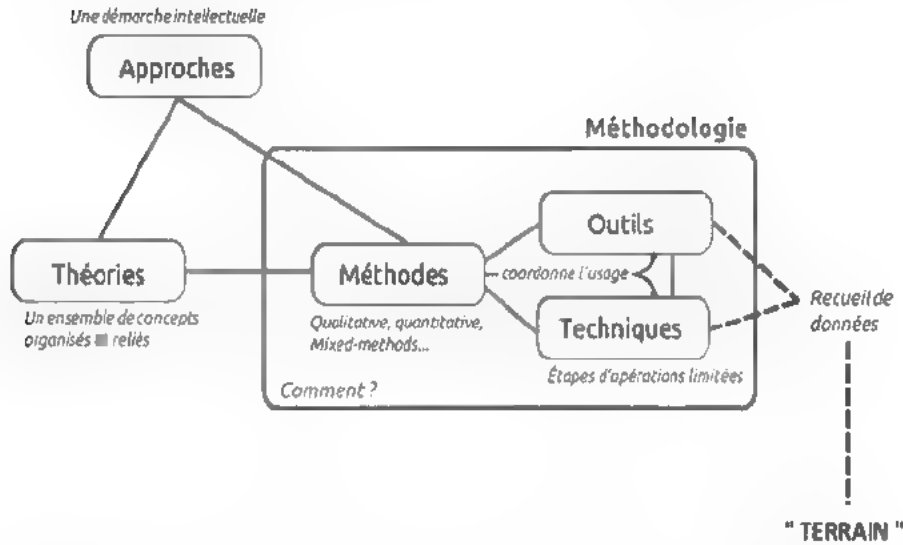 Une démarche intellectuelle
Approches
Méthodologie
Outils
Théories
Méthodes
coordonne l'usage
Recueil de
données
Un ensemble de concepts
organisés reliés
Qualitative, quantitative,
Mixed-methods...
Techniques
Étapes d'opérations limitées
Comment ?
" TERRAIN "